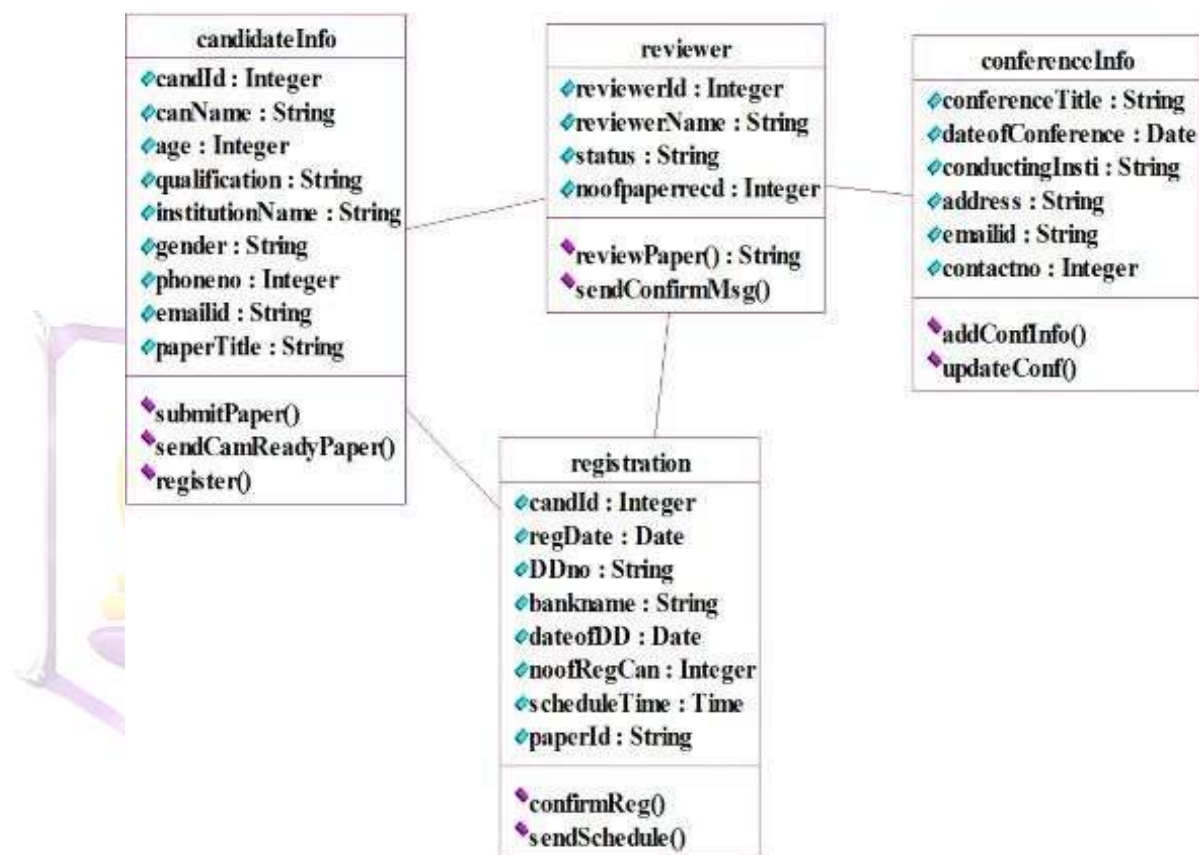 candidateInfo
candId : Integer
canName : String
age : Integer
qualification : String
institutionName : String
gender : String
phoneno : Integer
emailid : String
paperTitle : String
submitPaper()
sendCamReadyPaper()
register()
reviewer
reviewerId : Integer
reviewerName : String
status : String
noofpaperrecd : Integer
reviewPaper() : String
sendConfirmMsg()
conferenceInfo
conferenceTitle : String
dateofConference : Date
conductingInsti : String
address : String
emailid : String
contactno : Integer
addConfInfo()
updateConf()
registration
candId : Integer
regDate : Date
DDno : String
bankname : String
dateofDD : Date
noofRegCan : Integer
scheduleTime : Time
paperId : String
confirmReg()
sendSchedule()